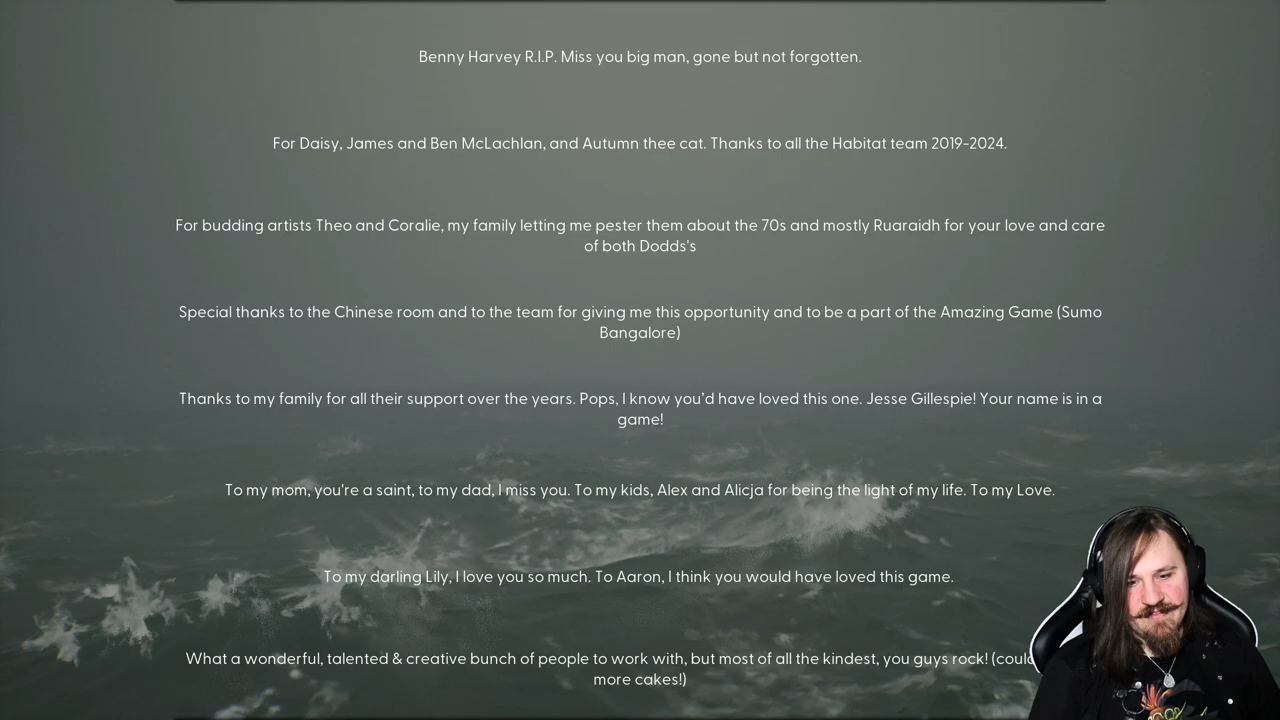 Benny Harvey R.I.P. Miss you big man, gone but not forgotten.
For Daisy, James and Ben McLachlan, and Autumn thee cat. Thanks to all the Habitat team 2019-2024.
For budding artists Theo and Coralie, my family letting me pester them about the 70s and mostly Ruaraidh for your love and care
of both Dodds's
Special thanks to the Chinese room and to the team for giving me this opportunity and to be a part of the Amazing Game (Sumo
Bangalore)
Thanks to my family for all their support over the years. Pops, I know you'd have loved this one. Jesse Gillespie! Your name is in a
game!
To my mom, you're a saint, to my dad, I miss you. To my kids, Alex and Alicja for being the light of my life. To my Love.
To my darling Lily, I love you so much. To Aaron, I think you would have loved this game.
What a wonderful, talented & creative bunch of people to work with, but most of all the kindest, you guys rock!
more cakes!)